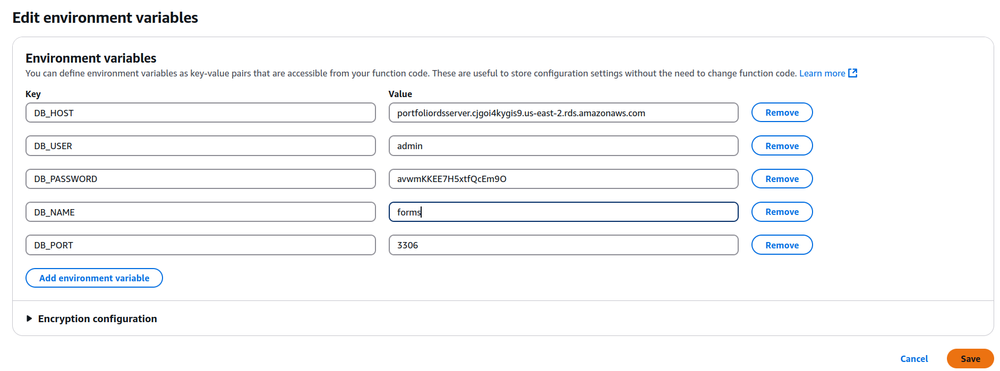 Edit environment variables
Environment variables
You can define environment variables as key-value pairs that are accessible from your function code. These are useful to store configuration settings without the need to change function code. Learn more
Key Value
DB_HOST portfoliordsserver.cjgoi4kygis9.us-east-2.rds.amazonaws.com Remove
DB_USER admin Remove
DB_PASSWORD avwmKKEE7H5xtfQcEm9O Remove
DB_NAME forms Remove
DB_PORT 3306 Remove
Add environment variable
Encryption configuration
Cancel Save